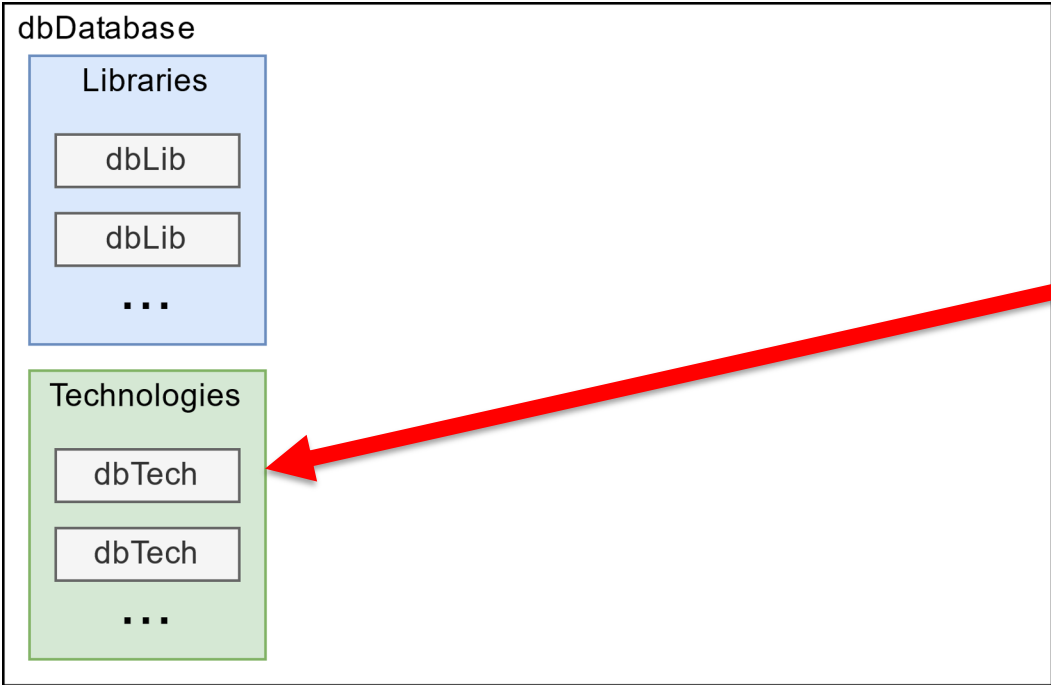 dbDatabase
Libraries
dbLib
dbLib
...
Technologies
dbTech
dbTech
...